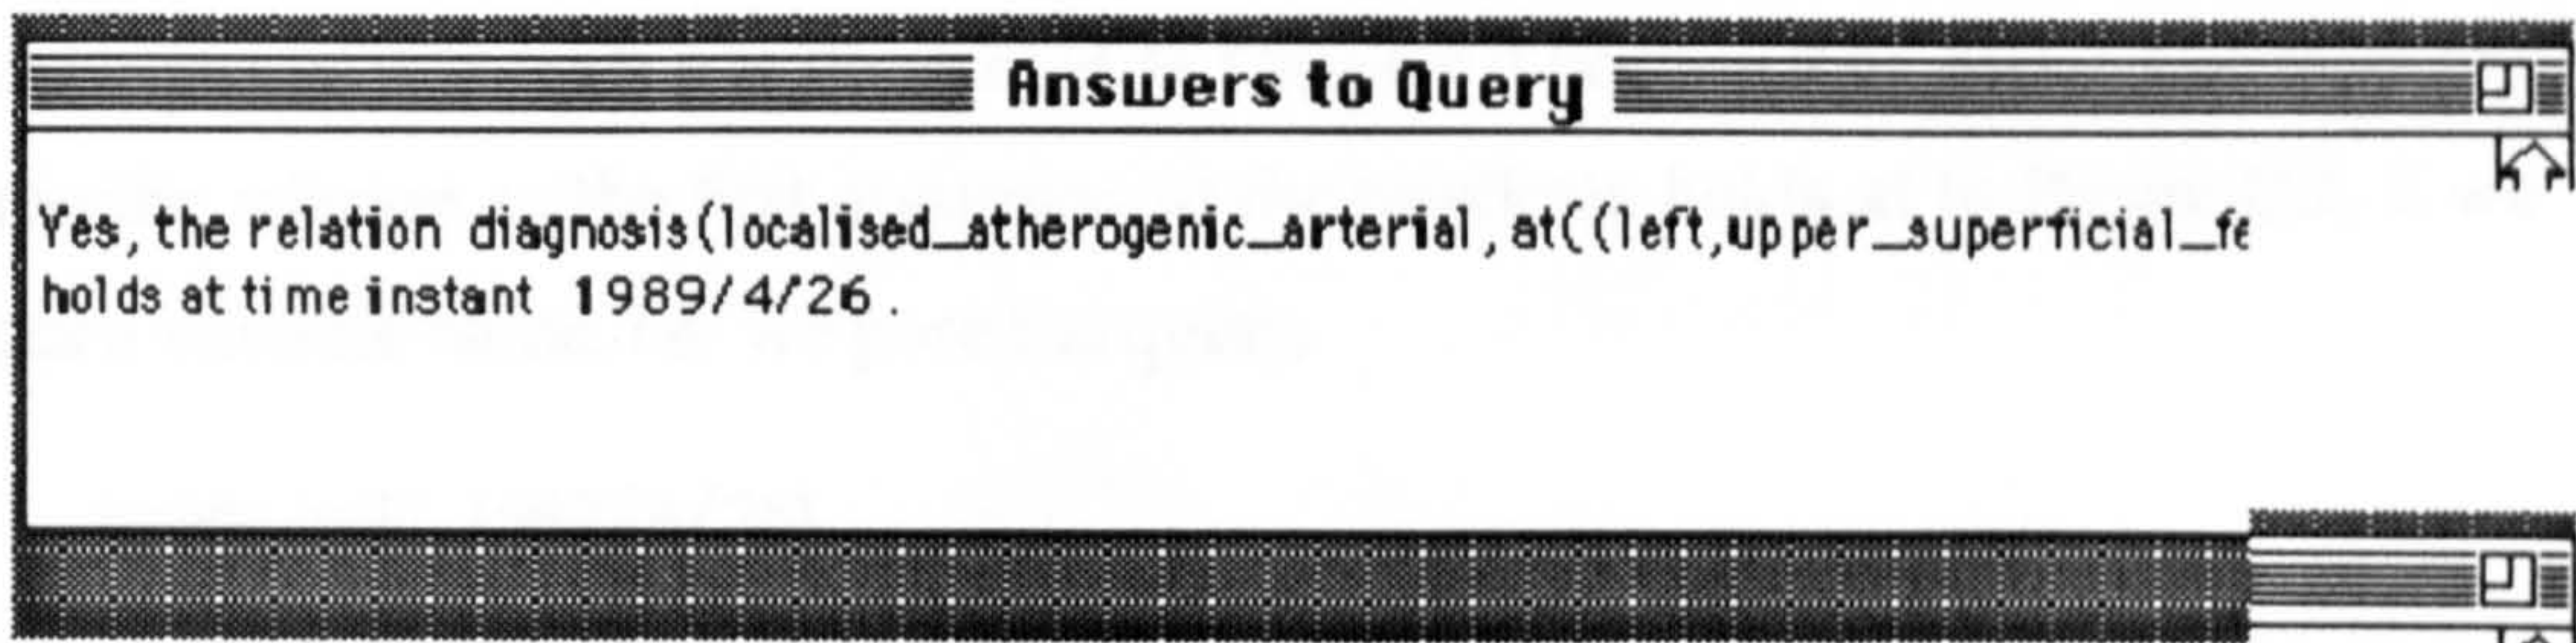 Answers to Query
Yes, the relation diagnosis(localised_atherogenic_arterial, at((left,upper_superficial_fe
holds at time instant 1989/4/26.